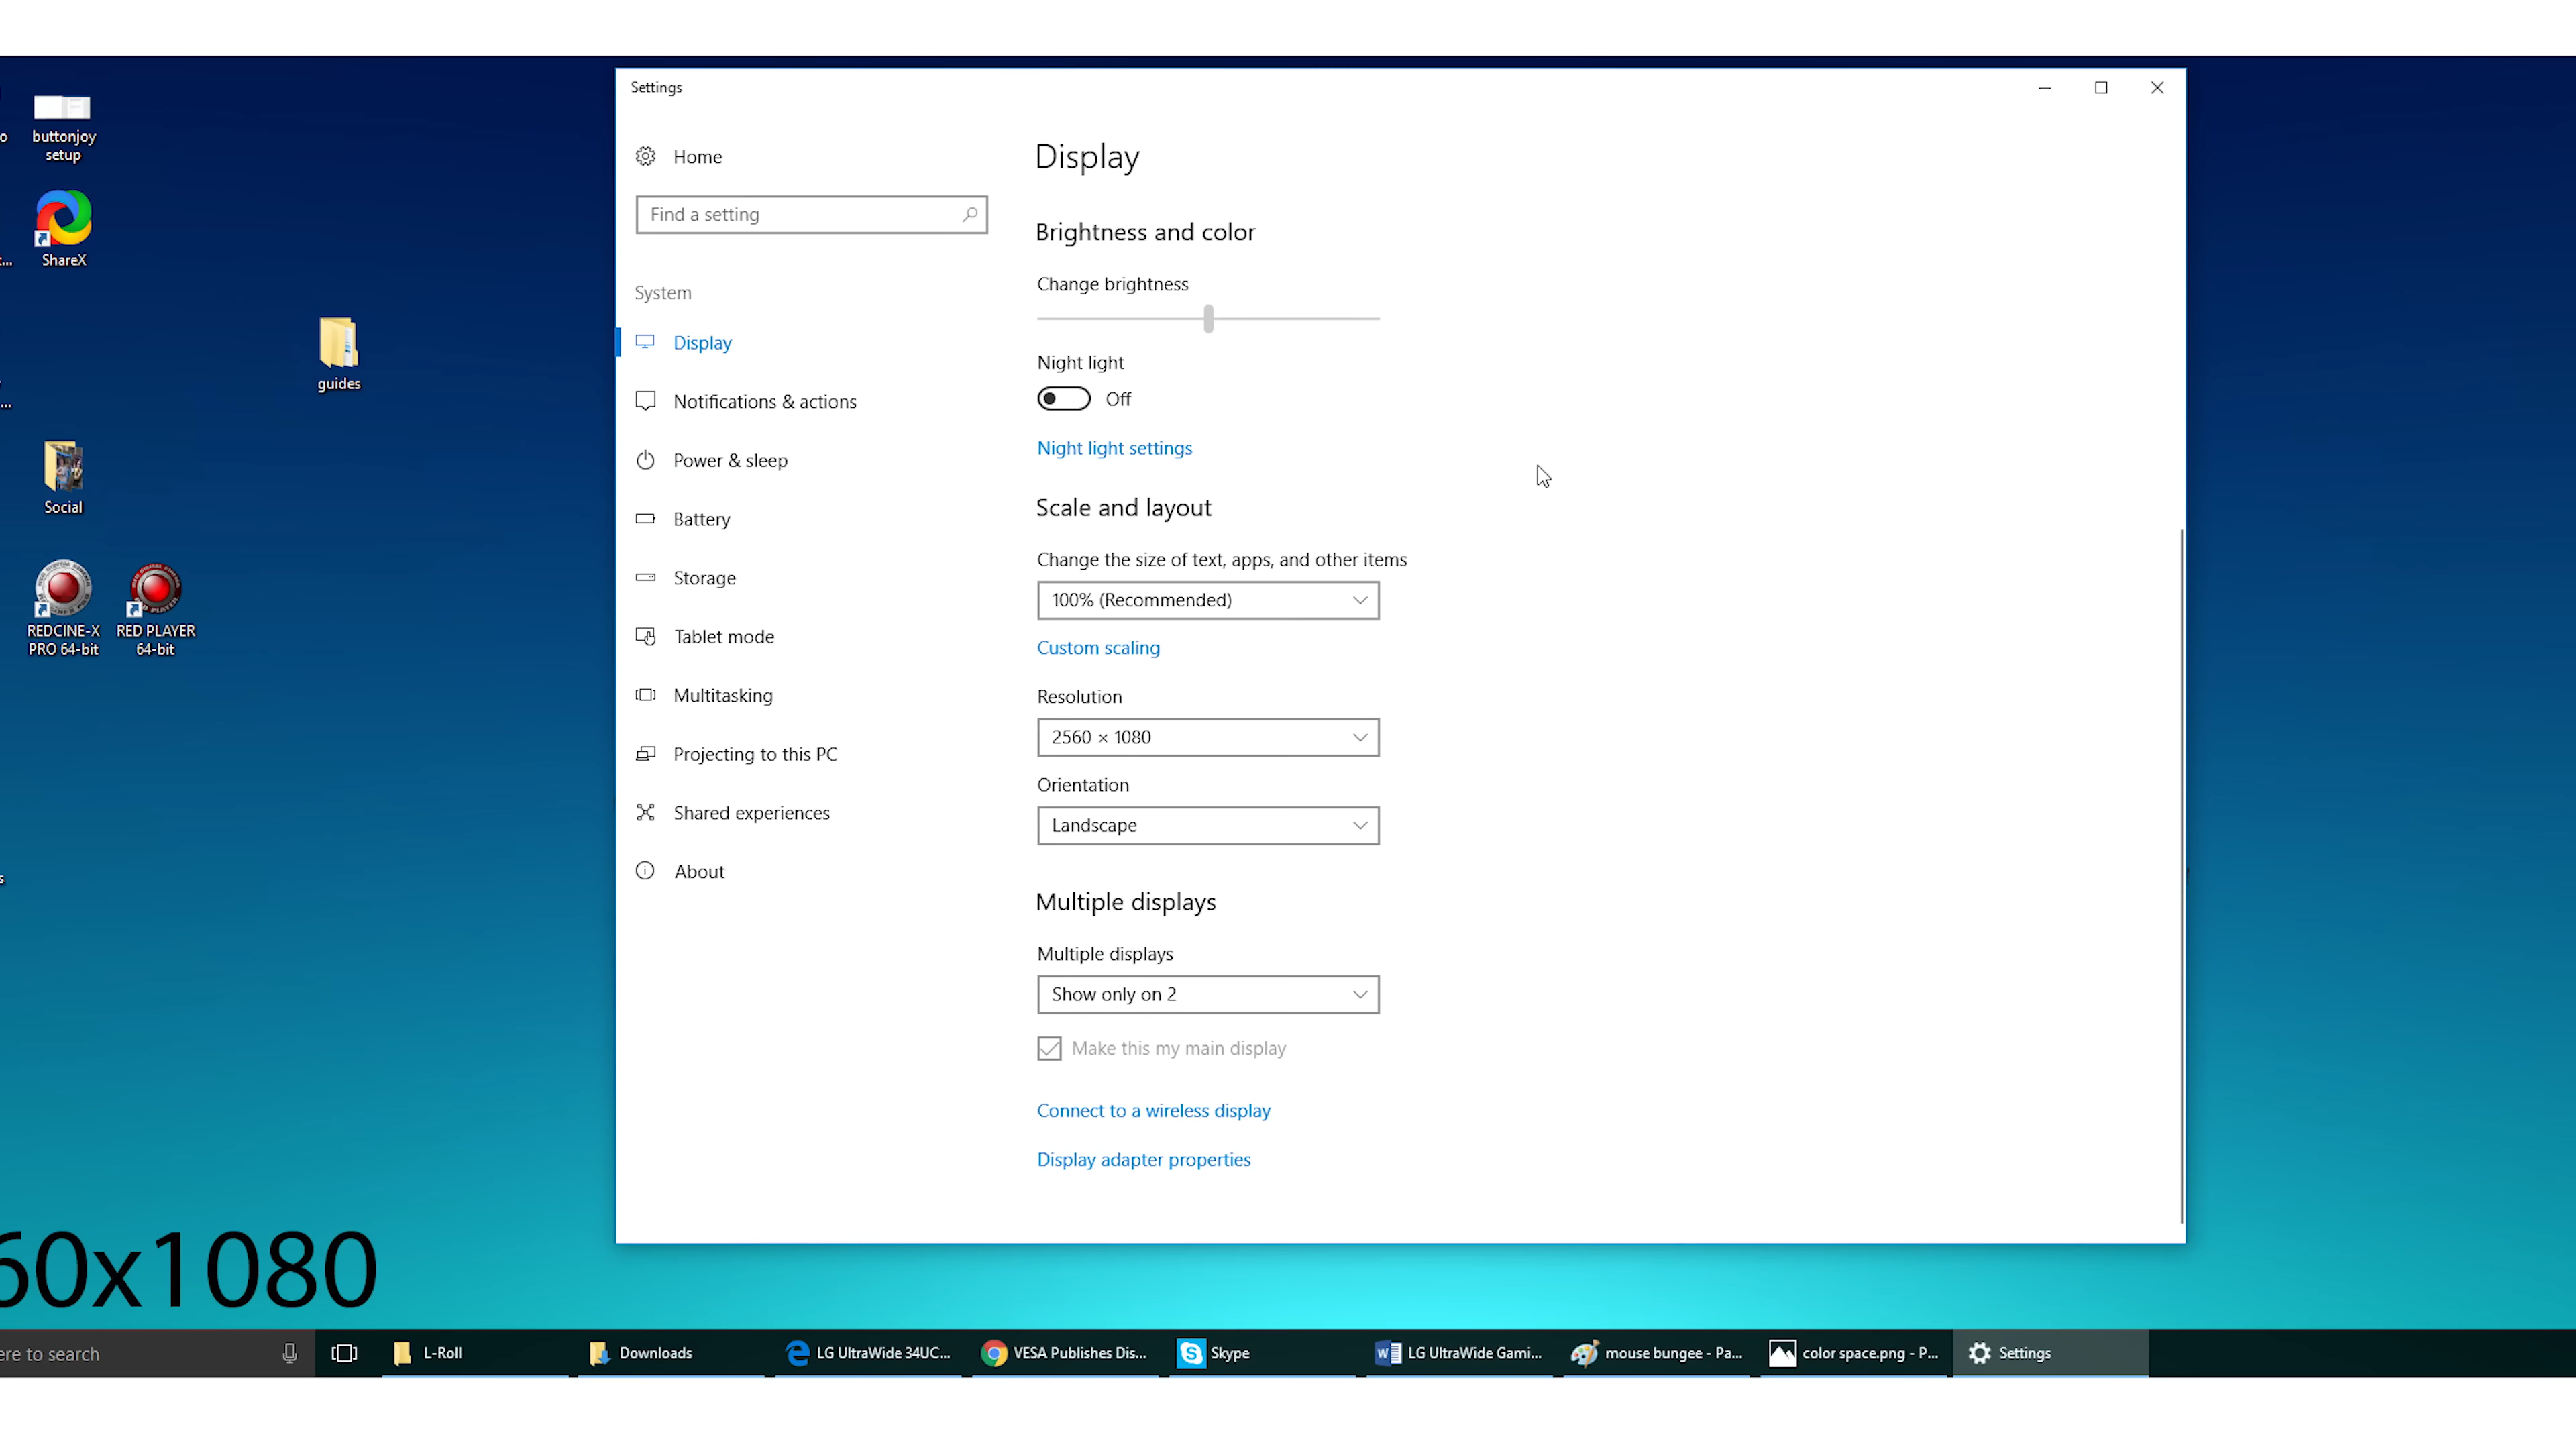 buttonjoy
setup
ShareX
guides
Social
REDCINE-X
PRO 64-bit
RED PLAYER
64-bit
Settings
Home
Find a setting
System
Display
Notifications & actions
Power & sleep
Battery
Storage
Tablet mode
Multitasking
Projecting to this PC
Shared experiences
About
Display
Brightness and color
Change brightness
Night light
Off
Night light settings
Scale and layout
Change the size of text, apps, and other items
100% (Recommended)
Custom scaling
Resolution
2560 × 1080
Orientation
Landscape
Multiple displays
Multiple displays
Show only on 2
Make this my main display
Connect to a wireless display
Display adapter properties
60x1080
ere to search
L-Roll
Downloads
LG UltraWide 34UC...
VESA Publishes Dis...
Skype
LG UltraWide Gami...
mouse bungee - Pa...
color space.png - P...
Settings